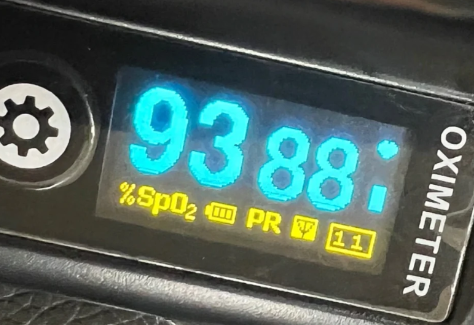 93 88
%SpO₂ PR 11
OXIMETER